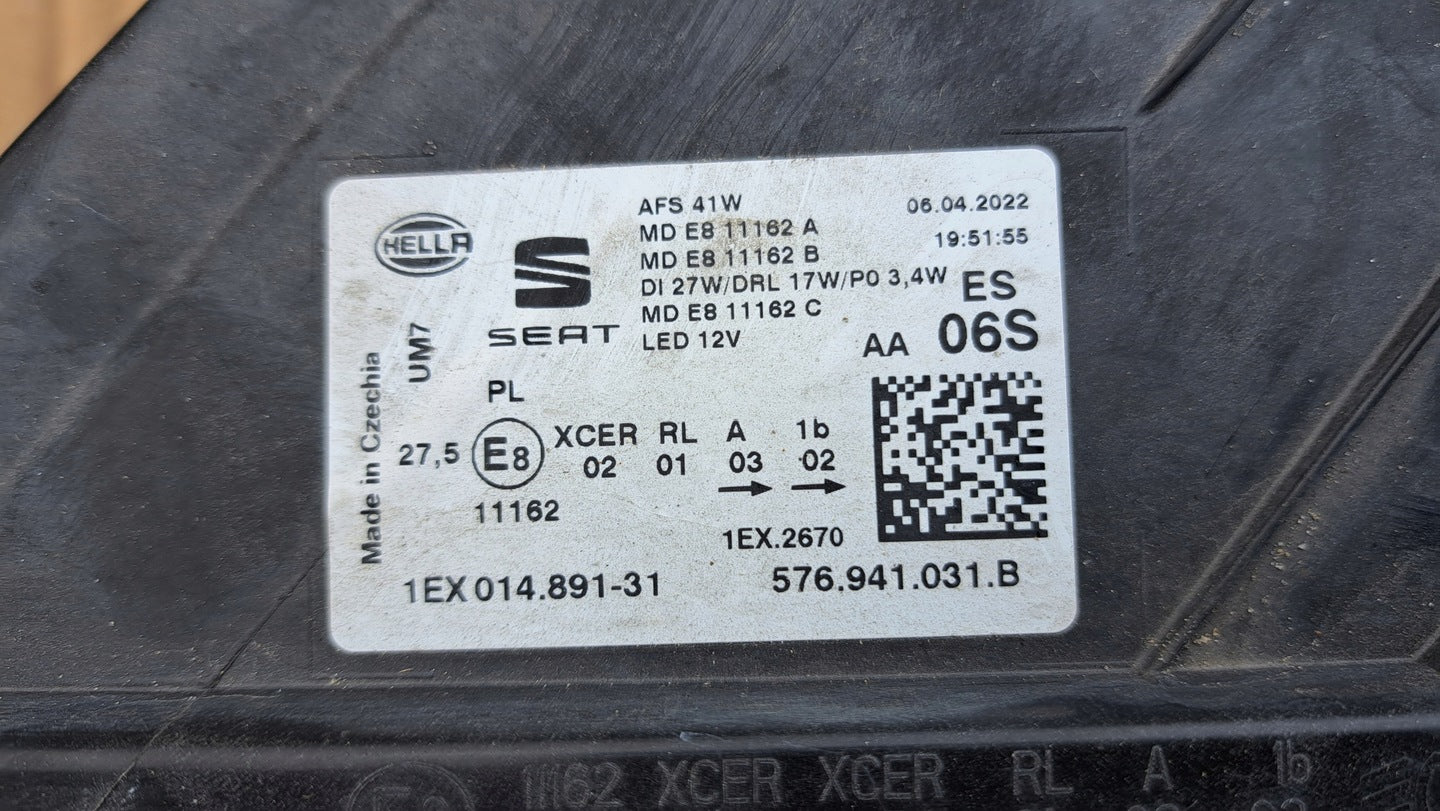 HELLA
SEAT
AFS 41W
MD E8 11162 A
MD E8 11162 B
DI 27W/DRL 17W/PO 3,4W
MD E8 11162 C
LED 12V
06.04.2022
19:51:55
ES
AA 06S
Made in Czechia
UM7
PL
27,5 E8 XCER RL A 1b
02 01 03 02
11162
1EX.2670
1EX 014.891-31
576.941.031.B
11162 XCER XCER RL A 1b